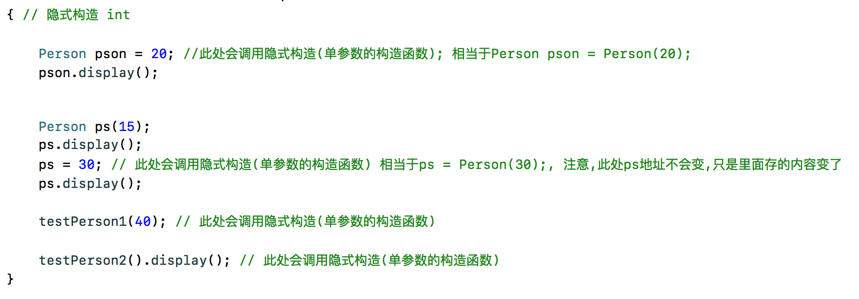 { // 隐式构造 int
Person pson = 20; //此处会调用隐式构造(单参数的构造函数); 相当于Person pson = Person(20);
pson.display();
Person ps(15);
ps.display();
ps = 30; // 此处会调用隐式构造(单参数的构造函数) 相当于ps = Person(30);, 注意,此处ps地址不会变,只是里面存的内容变了
ps.display();
testPerson1(40); // 此处会调用隐式构造(单参数的构造函数)
testPerson2().display(); // 此处会调用隐式构造(单参数的构造函数)
}